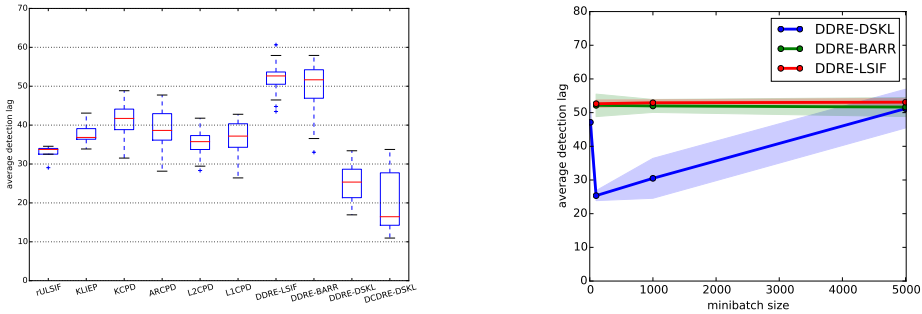 70
60
50
40
30
20
10
0
average detection lag
rULSIF KLIEP KCPD ARCPD L2CPD L1CPD DDRE-LSIF DDRE-BARR DDRE-DSKL DCDRE-DSKL
80
70
60
50
40
30
20
10
0
average detection lag
DDRE-DSKL
DDRE-BARR
DDRE-LSIF
0 1000 2000 3000 4000 5000
minibatch size